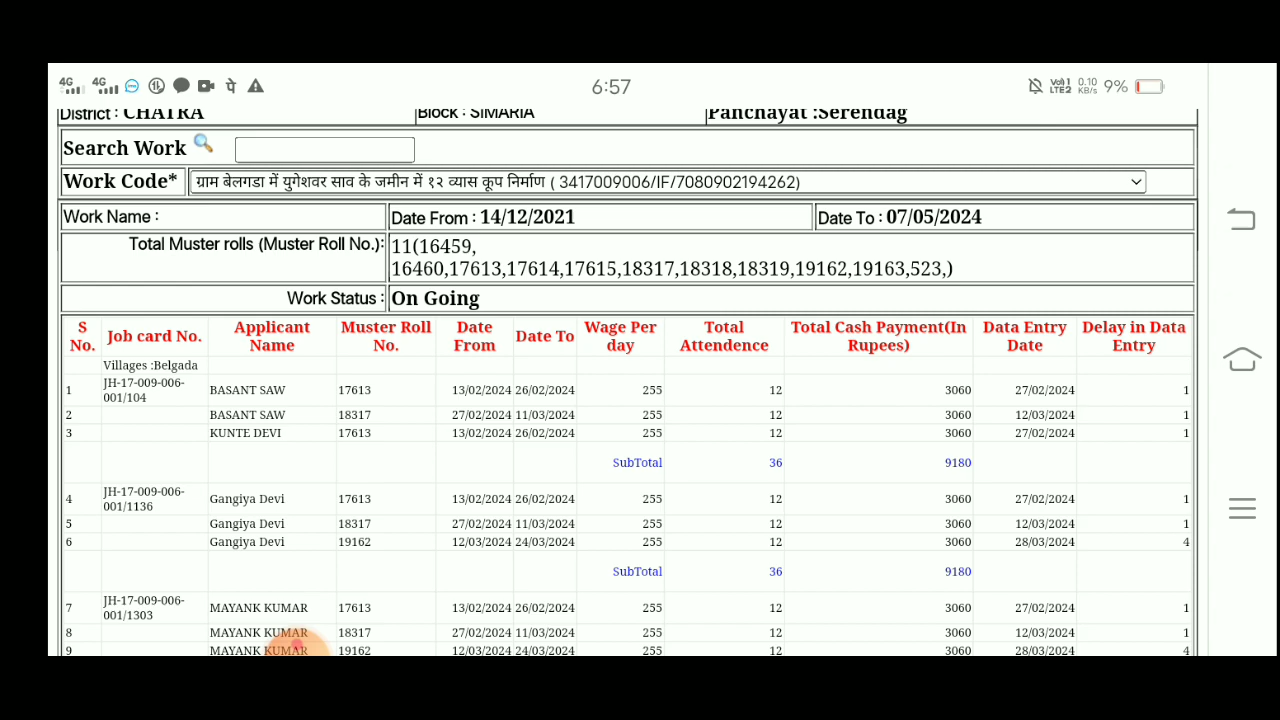 4G 4G 6:57 Vo) 1 LTE2 0.10 KB/s 9%
District : CHATRA Block : SIMARIA Panchayat :Serendag
Search Work
Work Code* ग्राम बेलगडा में युगेशवर साव के जमीन में १२ व्यास कूप निर्माण ( 3417009006/IF/7080902194262)
Work Name : Date From : 14/12/2021 Date To : 07/05/2024
Total Muster rolls (Muster Roll No.): 11(16459,
16460,17613,17614,17615,18317,18318,18319,19162,19163,523,)
Work Status : On Going
S No. Job card No. Applicant Name Muster Roll No. Date From Date To Wage Per day Total Attendence Total Cash Payment(In Rupees) Data Entry Date Delay in Data Entry
Villages :Belgada
1 JH-17-009-006-001/104 BASANT SAW 17613 13/02/2024 26/02/2024 255 12 3060 27/02/2024 1
2 BASANT SAW 18317 27/02/2024 11/03/2024 255 12 3060 12/03/2024 1
3 KUNTE DEVI 17613 13/02/2024 26/02/2024 255 12 3060 27/02/2024 1
SubTotal 36 9180
4 JH-17-009-006-001/1136 Gangiya Devi 17613 13/02/2024 26/02/2024 255 12 3060 27/02/2024 1
5 Gangiya Devi 18317 27/02/2024 11/03/2024 255 12 3060 12/03/2024 1
6 Gangiya Devi 19162 12/03/2024 24/03/2024 255 12 3060 28/03/2024 4
SubTotal 36 9180
7 JH-17-009-006-001/1303 MAYANK KUMAR 17613 13/02/2024 26/02/2024 255 12 3060 27/02/2024 1
8 MAYANK KUMAR 18317 27/02/2024 11/03/2024 255 12 3060 12/03/2024 1
9 MAYANK KUMAR 19162 12/03/2024 24/03/2024 255 12 3060 28/03/2024 4